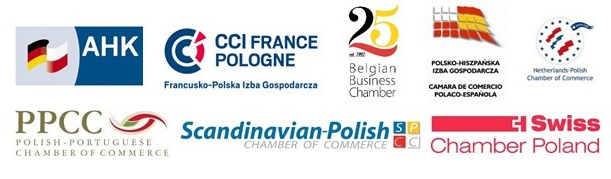 AHK
CCI FRANCE
POLOGNE
Francusko-Polska Izba Gospodarcza
25
est. 1992
Belgian
Business
Chamber
POLSKO-HISZPAŃSKA
IZBA GOSPODARCZA
CAMARA DE COMERCIO
POLACO-ESPAÑOLA
Netherlands-Polish
Chamber of Commerce
PPCC
POLISH-PORTUGUESE
CHAMBER OF COMMERCE
Scandinavian-Polish
CHAMBER OF COMMERCE
S P
C C
Swiss
Chamber Poland